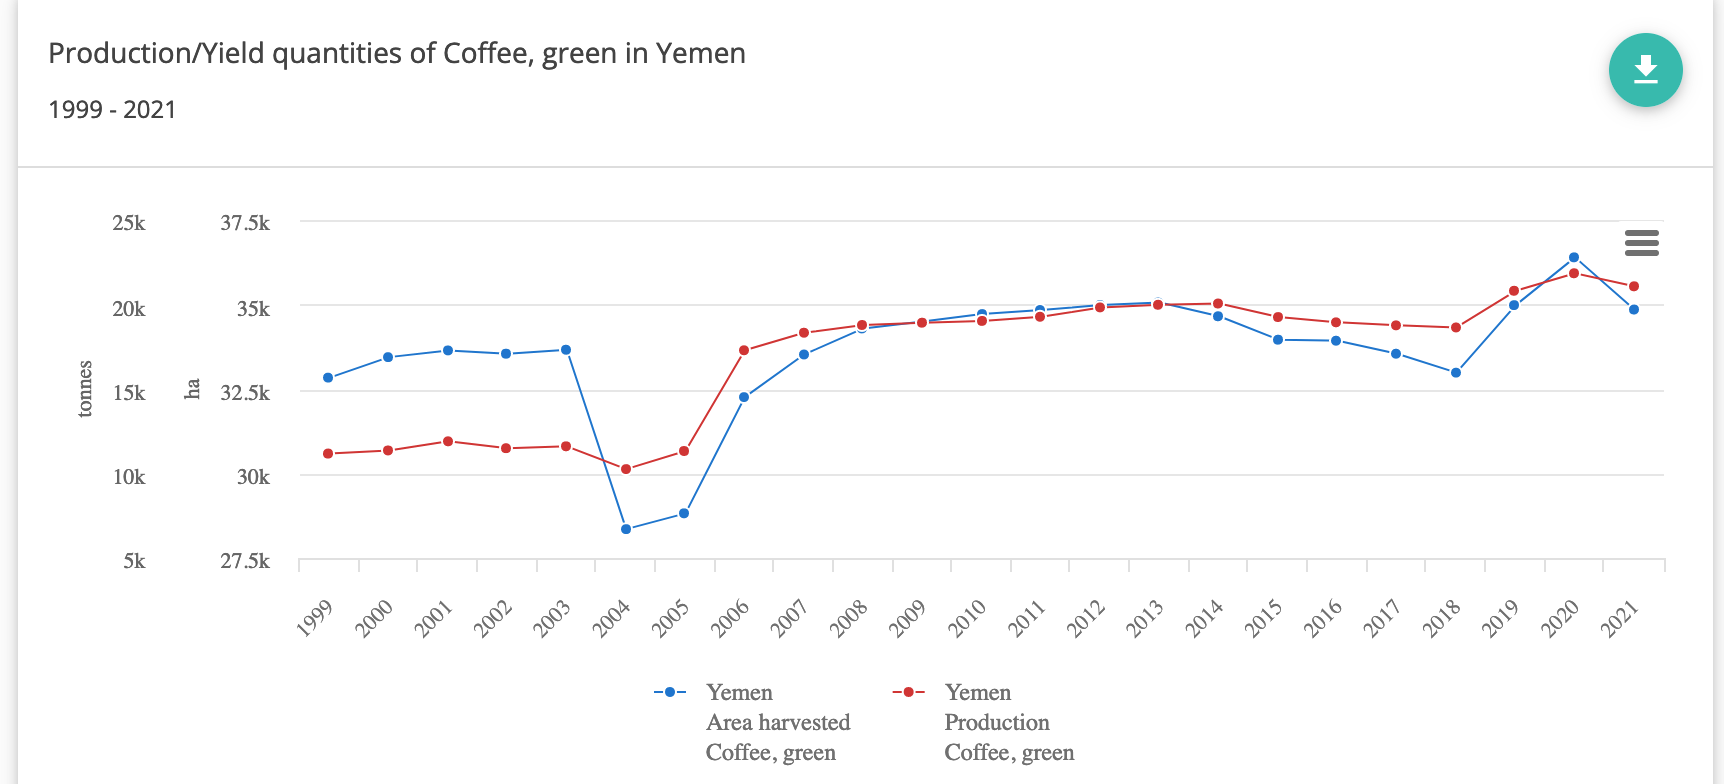 Production/Yield quantities of Coffee, green in Yemen
1999 - 2021
25k
20k
15k
10k
5k
tonnes
37.5k
35k
32.5k
30k
27.5k
ha
1999
2000
2001
2002
2003
2004
2005
2006
2007
2008
2009
2010
2011
2012
2013
2014
2015
2016
2017
2018
2019
2020
2021
Yemen
Area harvested
Coffee, green
Yemen
Production
Coffee, green